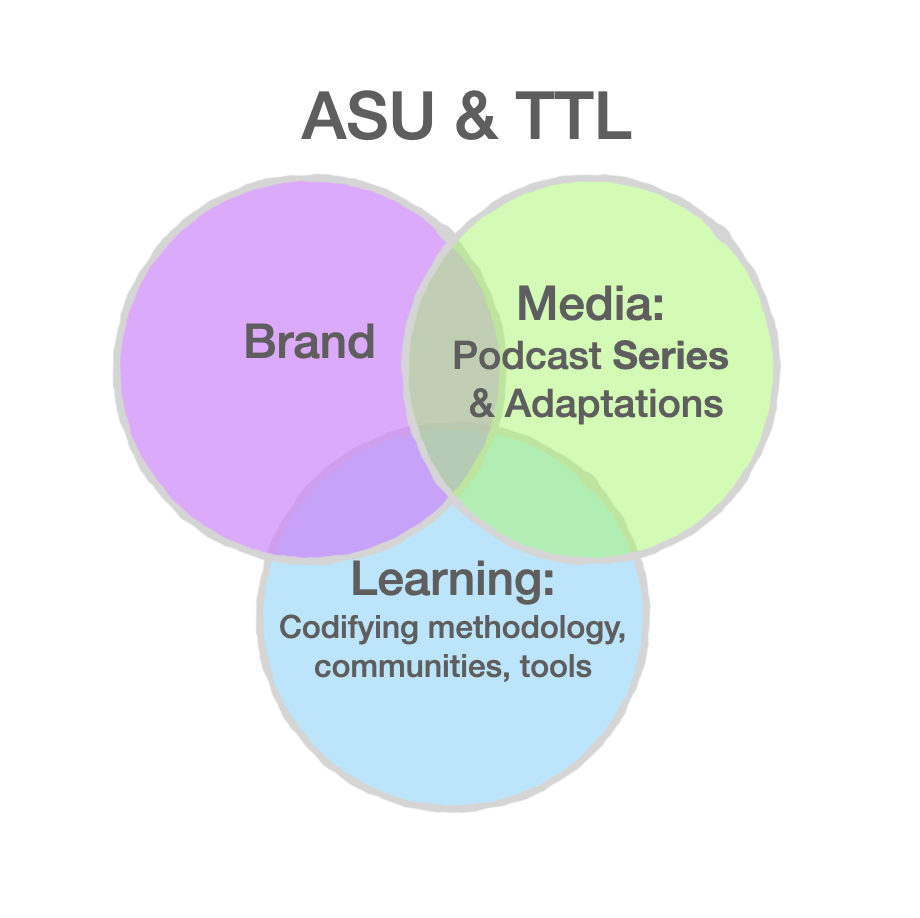 ASU & TTL
Brand
Media:
Podcast Series
& Adaptations
Learning:
Codifying methodology,
communities, tools